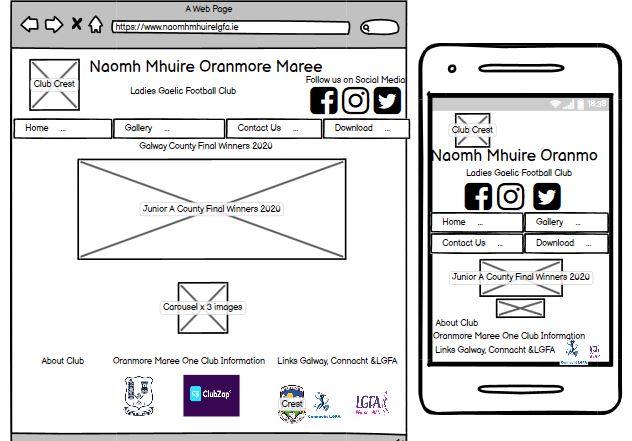 A Web Page
https://www.naomhmhuirelgfa.ie
Club Crest
Naomh Mhuire Oranmore Maree
Ladies Gaelic Football Club
Follow us on Social Media
Home ...
Gallery ...
Contact Us ...
Download ...
Galway County Final Winners 2020
Junior A County Final Winners 2020
Carousel x 3 images
About Club
Oranmore Maree One Club Information
Links Galway, Connacht &LGFA
ClubZap
Crest
Connacht LGFA
LGFA
18:38
Club Crest
Naomh Mhuire Oranmo
Ladies Gaelic Football Club
Home ...
Gallery ...
Contact Us ...
Download ...
Junior A County Final Winners 2020
About Club
Oranmore Maree One Club Information
Links Galway, Connacht &LGFA